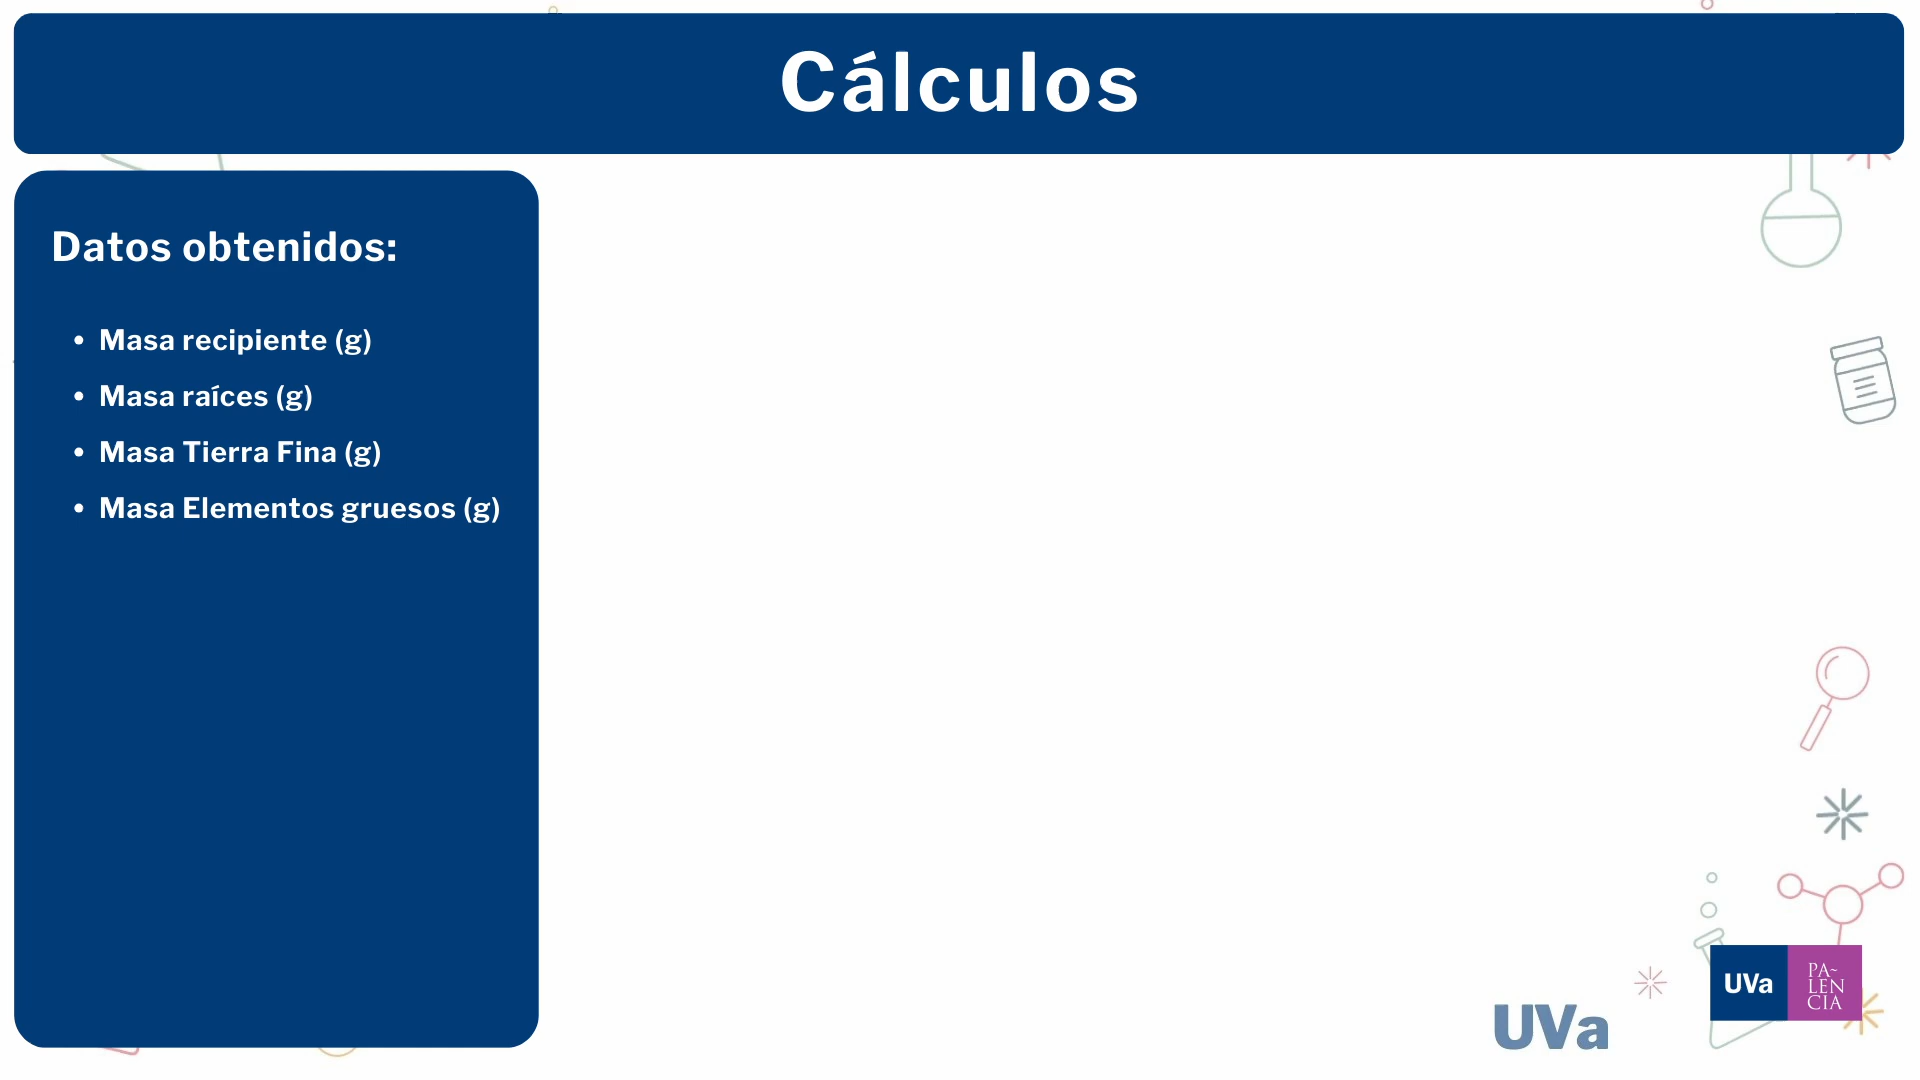 Cálculos
Datos obtenidos:
• Masa recipiente (g)
• Masa raíces (g)
• Masa Tierra Fina (g)
• Masa Elementos gruesos (g)
UVa
PA~
LEN
CIA
UVa